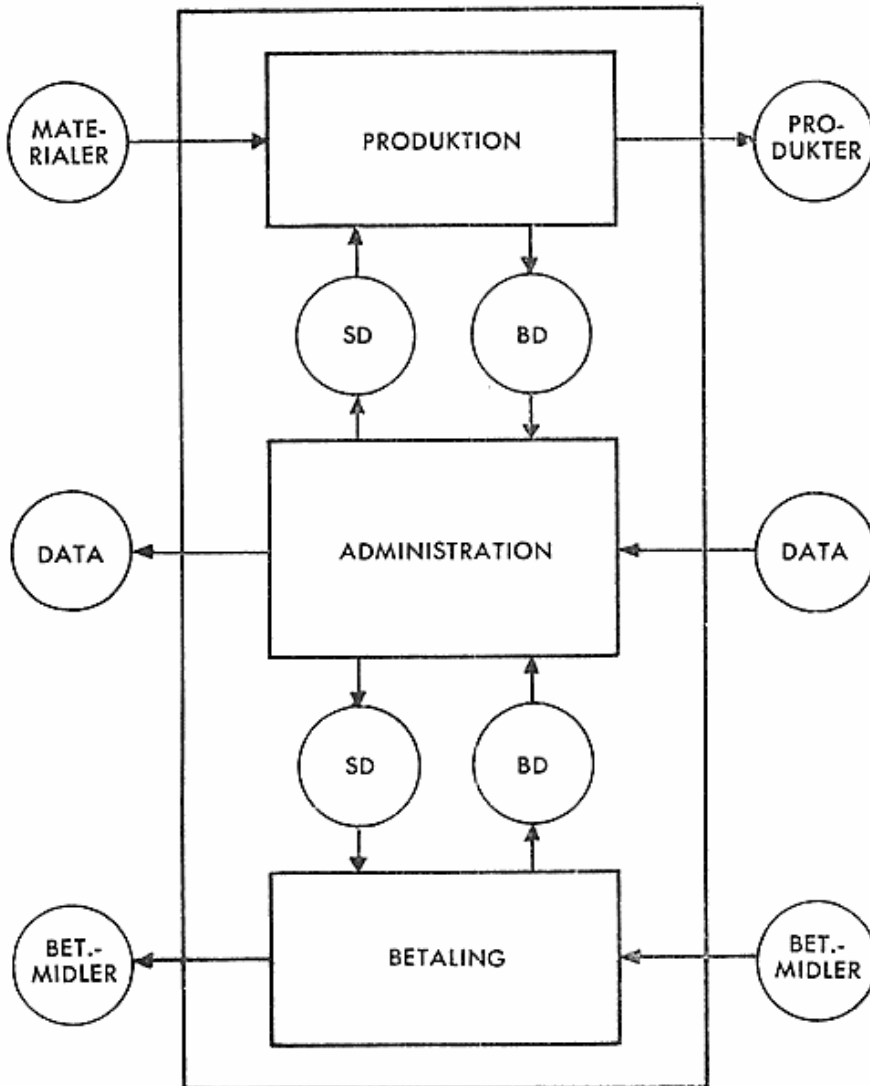 MATE-
RIALER
PRODUKTION
PRO-
DUKTER
SD
BD
DATA
ADMINISTRATION
DATA
SD
BD
BET.-
MIDLER
BETALING
BET.-
MIDLER